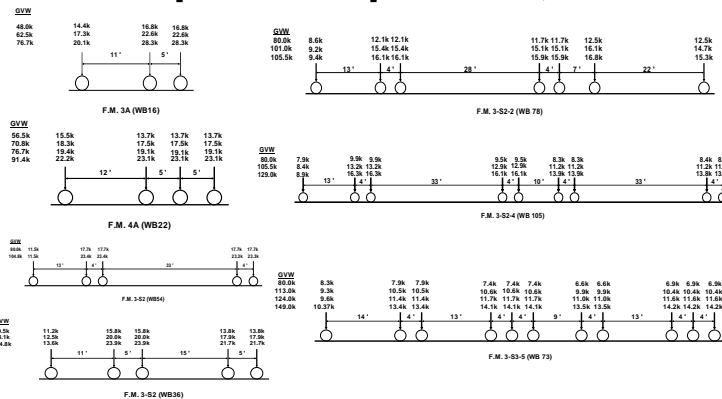 GVW
48.0k 14.4k 16.8k 16.8k
62.5k 17.3k 22.6k 22.6k
76.7k 20.1k 28.3k 28.3k
11 ' 5 '
F.M. 3A (WB16)
GVW
56.5k 15.5k 13.7k 13.7k 13.7k
70.8k 18.3k 17.5k 17.5k 17.5k
76.7k 19.4k 19.1k 19.1k 19.1k
91.4k 22.2k 23.1k 23.1k 23.1k
12 ' 5 ' 5 '
F.M. 4A (WB22)
GVW
80.0k 11.5k 17.7k 17.7k 17.7k 17.7k
104.8k 11.5k 23.4k 23.4k 23.3k 23.3k
13 ' 4 ' 33 ' 4 '
F.M. 3-S2 (WB54)
11.2k 15.8k 15.8k 13.8k 13.8k
12.5k 20.0k 20.0k 17.9k 17.9k
13.6k 23.9k 23.9k 21.7k 21.7k
11 ' 5 ' 15 ' 5 '
F.M. 3-S2 (WB36)
GVW
80.0k 8.6k 12.1k 12.1k 11.7k 11.7k 12.5k 12.5k
101.0k 9.2k 15.4k 15.4k 15.1k 15.1k 16.1k 14.7k
105.5k 9.4k 16.1k 16.1k 15.9k 15.9k 16.8k 15.3k
13 ' 4 ' 28 ' 4 ' 7 ' 22 '
F.M. 3-S2-2 (WB 78)
GVW
80.0k 7.9k 9.9k 9.9k 9.5k 9.5k 8.3k 8.3k 8.4k
105.5k 8.4k 13.2k 13.2k 12.9k 12.9k 11.2k 11.2k 11.2k
129.0k 8.9k 16.3k 16.3k 16.1k 16.1k 13.9k 13.9k 13.8k
13 ' 4 ' 33 ' 4 ' 10 ' 4 ' 33 ' 4 '
F.M. 3-S2-4 (WB 105)
GVW
80.0k 8.3k 7.9k 7.9k 7.4k 7.4k 7.4k 6.6k 6.6k 6.9k 6.9k 6.9k
113.0k 9.3k 10.5k 10.5k 10.6k 10.6k 10.6k 9.9k 9.9k 10.4k 10.4k 10.4k
124.0k 9.6k 11.4k 11.4k 11.7k 11.7k 11.7k 11.0k 11.0k 11.6k 11.6k 11.6k
149.0k 10.37k 13.4k 13.4k 14.1k 14.1k 14.1k 13.5k 13.5k 14.2k 14.2k 14.2k
14 ' 4 ' 13 ' 4 ' 4 ' 9 ' 4 ' 13 ' 4 ' 4 '
F.M. 3-S3-5 (WB 73)